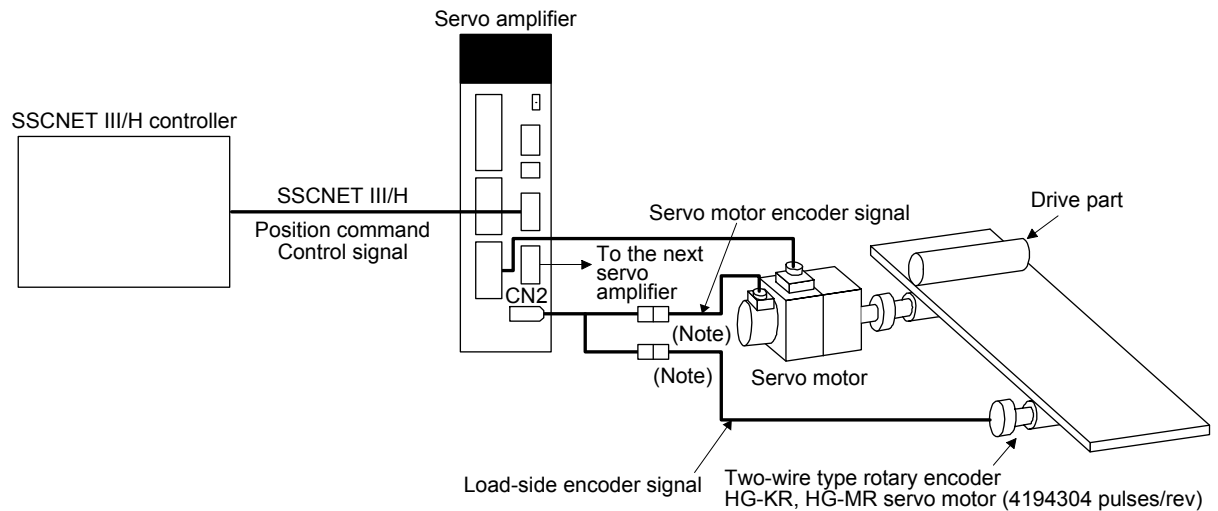 Servo amplifier
SSCNET III/H controller
SSCNET III/H
Position command
Control signal
Servo motor encoder signal
Drive part
To the next
servo
amplifier
CN2
(Note)
(Note)
Servo motor
Load-side encoder signal
Two-wire type rotary encoder
HG-KR, HG-MR servo motor (4194304 pulses/rev)